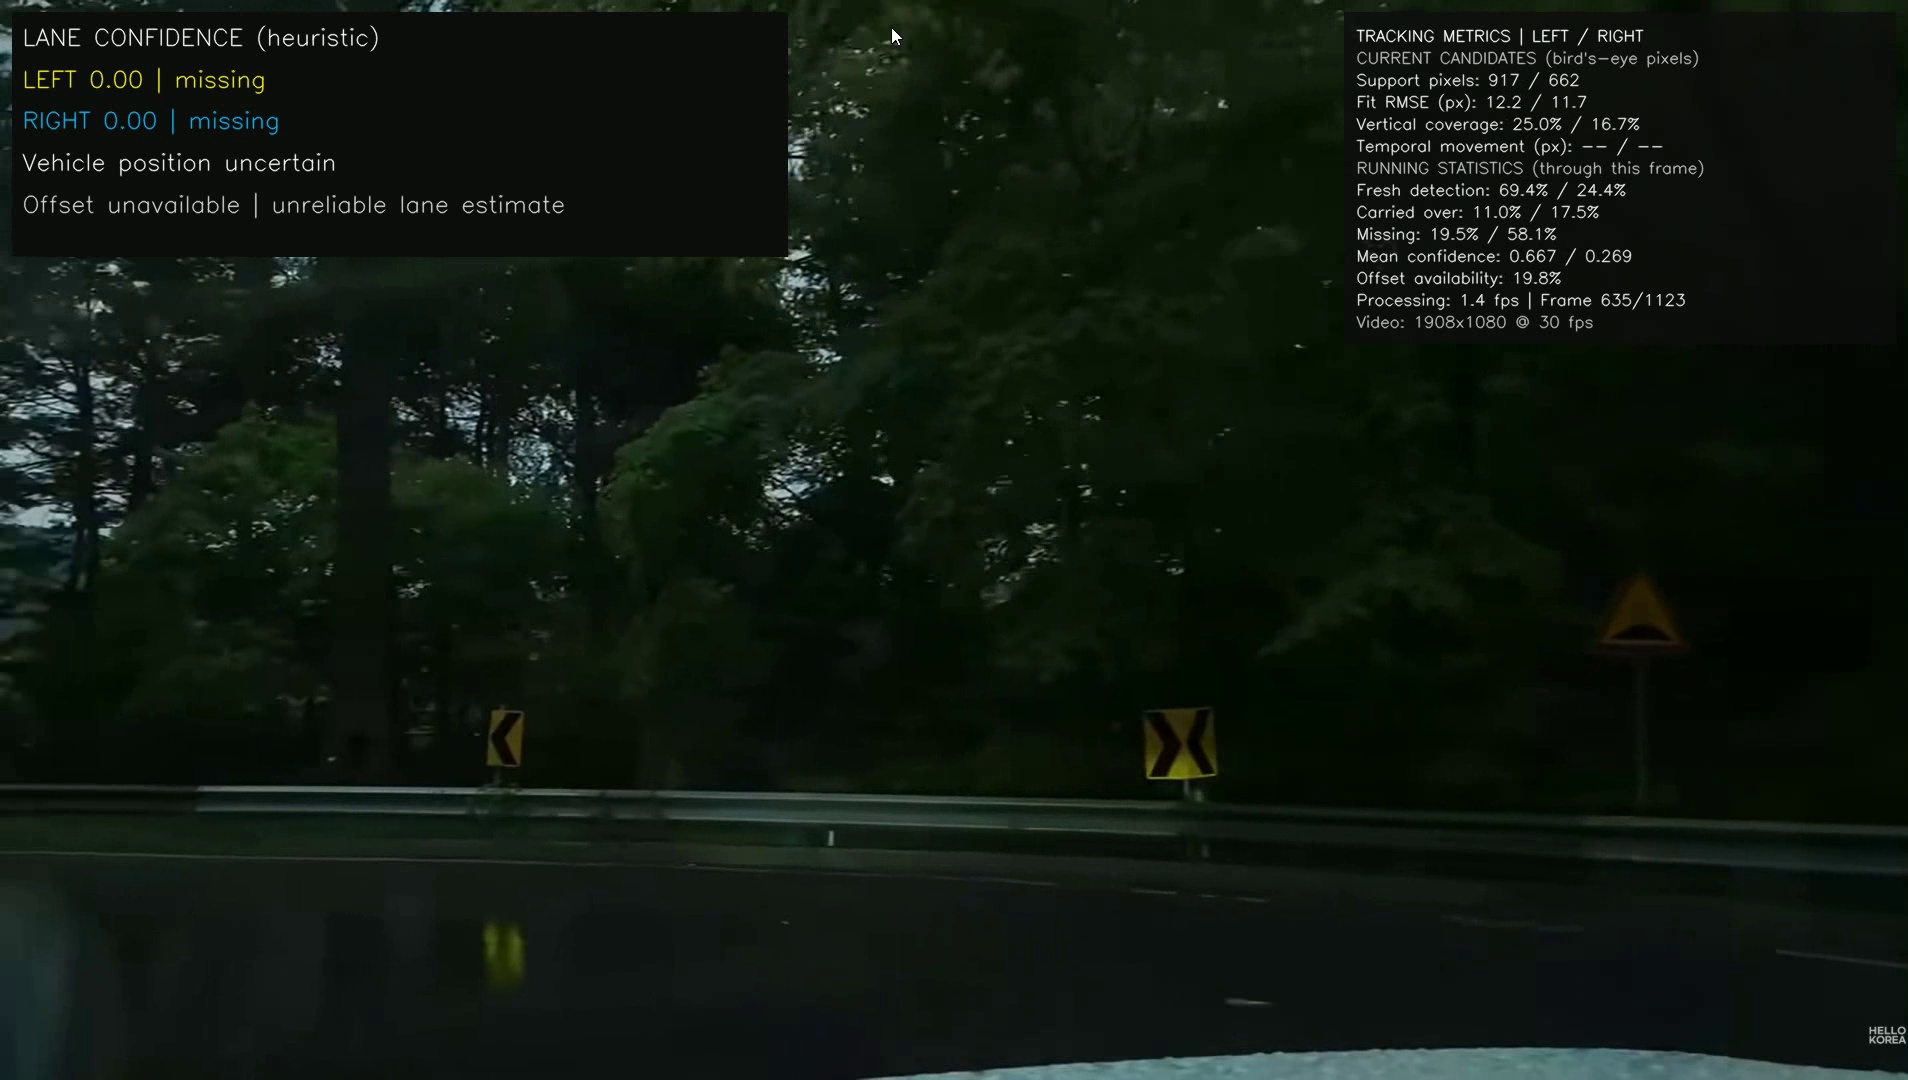 LANE CONFIDENCE (heuristic)
LEFT 0.00 | missing
RIGHT 0.00 | missing
Vehicle position uncertain
Offset unavailable | unreliable lane estimate
TRACKING METRICS | LEFT / RIGHT
CURRENT CANDIDATES (bird's-eye pixels)
Support pixels: 917 / 662
Fit RMSE (px): 12.2 / 11.7
Vertical coverage: 25.0% / 16.7%
Temporal movement (px): -- / --
RUNNING STATISTICS (through this frame)
Fresh detection: 69.4% / 24.4%
Carried over: 11.0% / 17.5%
Missing: 19.5% / 58.1%
Mean confidence: 0.667 / 0.269
Offset availability: 19.8%
Processing: 1.4 fps | Frame 635/1123
Video: 1908x1080 @ 30 fps
HELLO
KOREA